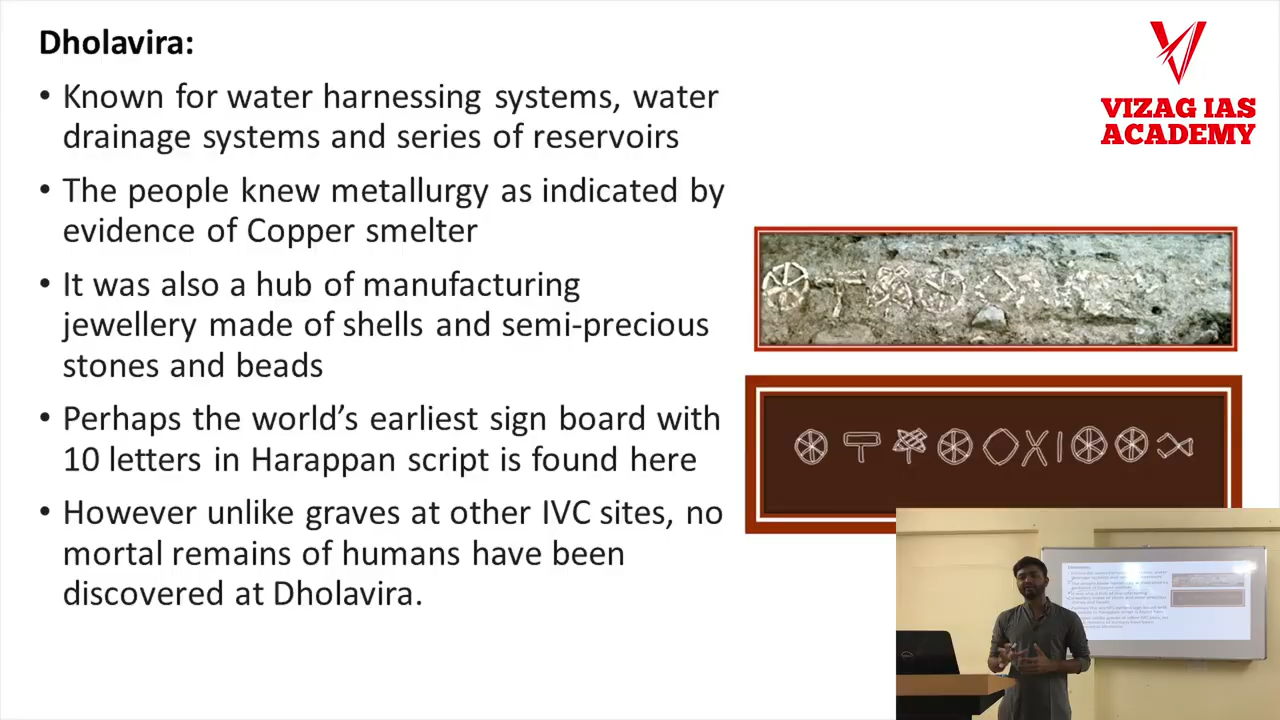 Dholavira:
• Known for water harnessing systems, water
drainage systems and series of reservoirs
• The people knew metallurgy as indicated by
evidence of Copper smelter
• It was also a hub of manufacturing
jewellery made of shells and semi-precious
stones and beads
• Perhaps the world’s earliest sign board with
10 letters in Harappan script is found here
• However unlike graves at other IVC sites, no
mortal remains of humans have been
discovered at Dholavira.
VIZAG IAS
ACADEMY